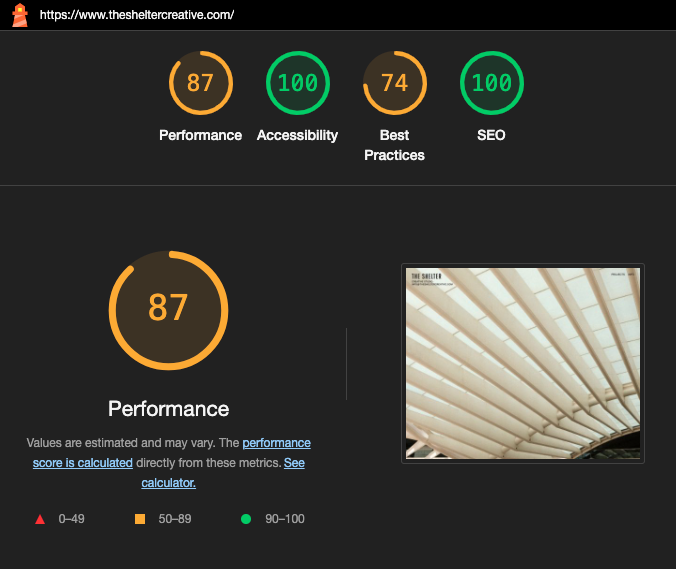 https://www.thesheltercreative.com/
87
100
74
100
Performance
Accessibility
Best
Practices
SEO
87
Performance
Values are estimated and may vary. The performance
score is calculated directly from these metrics. See
calculator.
0–49
50–89
90–100
THE SHELTER